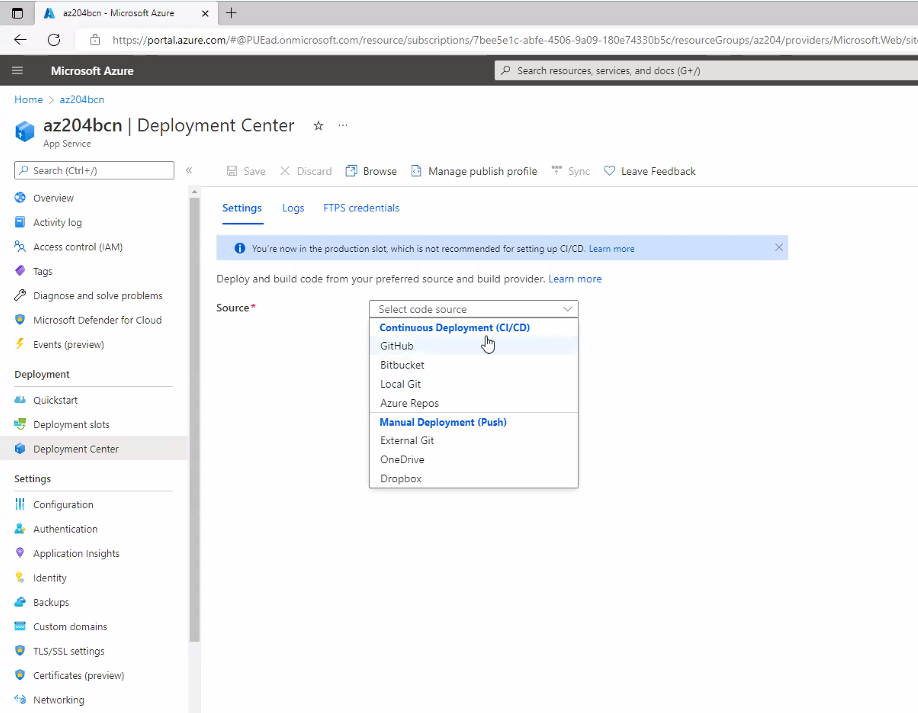 az204bcn - Microsoft Azure
https://portal.azure.com/#@PUEad.onmicrosoft.com/resource/subscriptions/7bee5e1c-abfe-4506-9a09-180e74330b5c/resourceGroups/az204/providers/Microsoft.Web/sit
Microsoft Azure
Search resources, services, and docs (G+/)
Home > az204bcn
az204bcn | Deployment Center
App Service
Search (Ctrl+/)
Save Discard Browse Manage publish profile Sync Leave Feedback
Overview
Activity log
Access control (IAM)
Tags
Diagnose and solve problems
Microsoft Defender for Cloud
Events (preview)
Deployment
Quickstart
Deployment slots
Deployment Center
Settings
Configuration
Authentication
Application Insights
Identity
Backups
Custom domains
TLS/SSL settings
Certificates (preview)
Networking
Settings Logs FTPS credentials
You're now in the production slot, which is not recommended for setting up CI/CD. Learn more
Deploy and build code from your preferred source and build provider. Learn more
Source*
Select code source
Continuous Deployment (CI/CD)
GitHub
Bitbucket
Local Git
Azure Repos
Manual Deployment (Push)
External Git
OneDrive
Dropbox